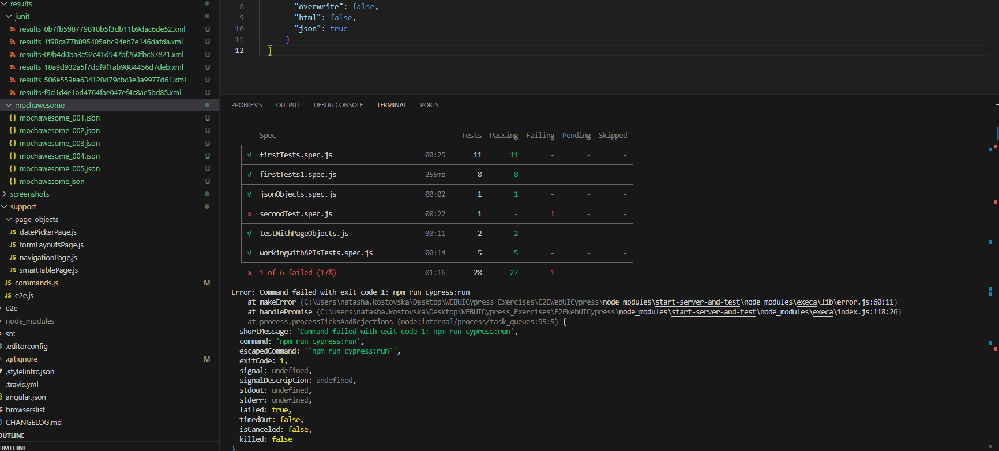 results
junit
results-0b7fb598779810b5f3db11b9dac6de52.xml U
results-1f98ca77b895405abc94eb7e146dafda.xml U
results-09b4d0ba8c92c41d942bf260fbc87821.xml U
results-18a9d932a5f7ddf9f1ab9884456d7deb.xml U
results-506e559ea634120d79cbc3e3a9977d61.xml U
results-f9d1d4e1ad4764fae047ef4c8ac5bd85.xml U
mochawesome
{} mochawesome_001.json U
{} mochawesome_002.json U
{} mochawesome_003.json U
{} mochawesome_004.json U
{} mochawesome_005.json U
{} mochawesome.json U
screenshots
support
page_objects
JS datePickerPage.js
JS formLayoutsPage.js
JS navigationPage.js
JS smartTablePage.js
JS commands.js M
JS e2e.js
e2e
node_modules
src
.editorconfig
.gitignore M
.stylelintrc.json
.travis.yml
angular.json
browserslist
CHANGELOG.md
OUTLINE
TIMELINE
8 "overwrite": false,
9 "html": false,
10 "json": true
11 }
12 }
PROBLEMS OUTPUT DEBUG CONSOLE TERMINAL PORTS
Spec Tests Passing Failing Pending Skipped
√ firstTests.spec.js 00:25 11 11 - - -
√ firstTests1.spec.js 255ms 8 8 - - -
√ jsonObjects.spec.js 00:02 1 1 - - -
× secondTest.spec.js 00:22 1 - 1 - -
√ testWithPageObjects.js 00:11 2 2 - - -
√ workingwithAPIsTests.spec.js 00:14 5 5 - - -
× 1 of 6 failed (17%) 01:16 28 27 1 - -
Error: Command failed with exit code 1: npm run cypress:run
at makeError (C:\Users\natasha.kostovska\Desktop\WEBUICypress_Exercises\E2EWebUICypress\node_modules\start-server-and-test\node_modules\execa\lib\error.js:60:11)
at handlePromise (C:\Users\natasha.kostovska\Desktop\WEBUICypress_Exercises\E2EWebUICypress\node_modules\start-server-and-test\node_modules\execa\index.js:118:26)
at process.processTicksAndRejections (node:internal/process/task_queues:95:5) {
shortMessage: 'Command failed with exit code 1: npm run cypress:run',
command: 'npm run cypress:run',
escapedCommand: '"npm run cypress:run"',
exitCode: 1,
signal: undefined,
signalDescription: undefined,
stdout: undefined,
stderr: undefined,
failed: true,
timedOut: false,
isCanceled: false,
killed: false
}